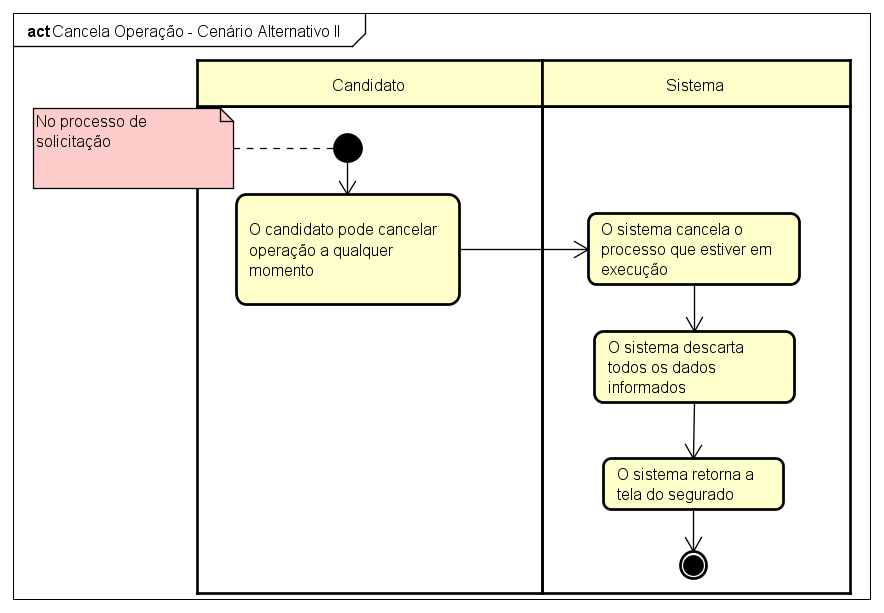 act Cancela Operação - Cenário Alternativo II
Candidato
Sistema
No processo de
solicitação
O candidato pode cancelar
operação a qualquer
momento
O sistema cancela o
processo que estiver em
execução
O sistema descarta
todos os dados
informados
O sistema retorna a
tela do segurado